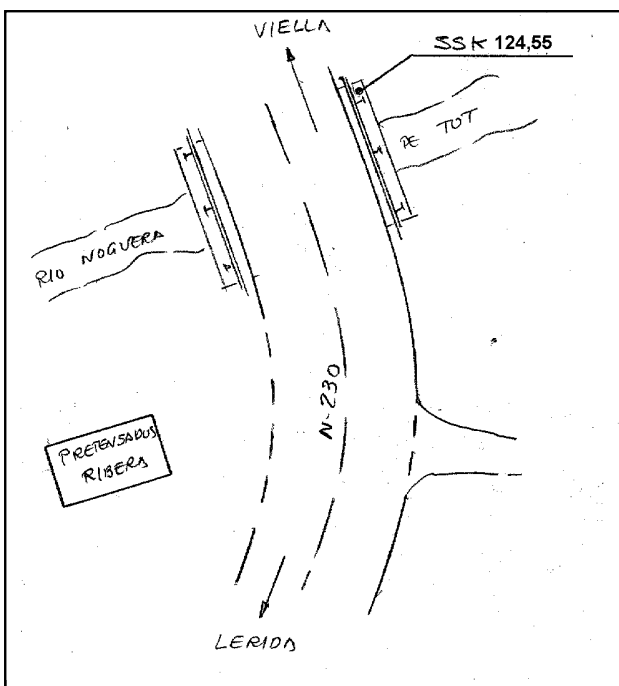 VIELLA
SSK 124,55
DE TOT
RIO NOGUERA
N-230
PRETENSADOS
RIBERA
LERIDA